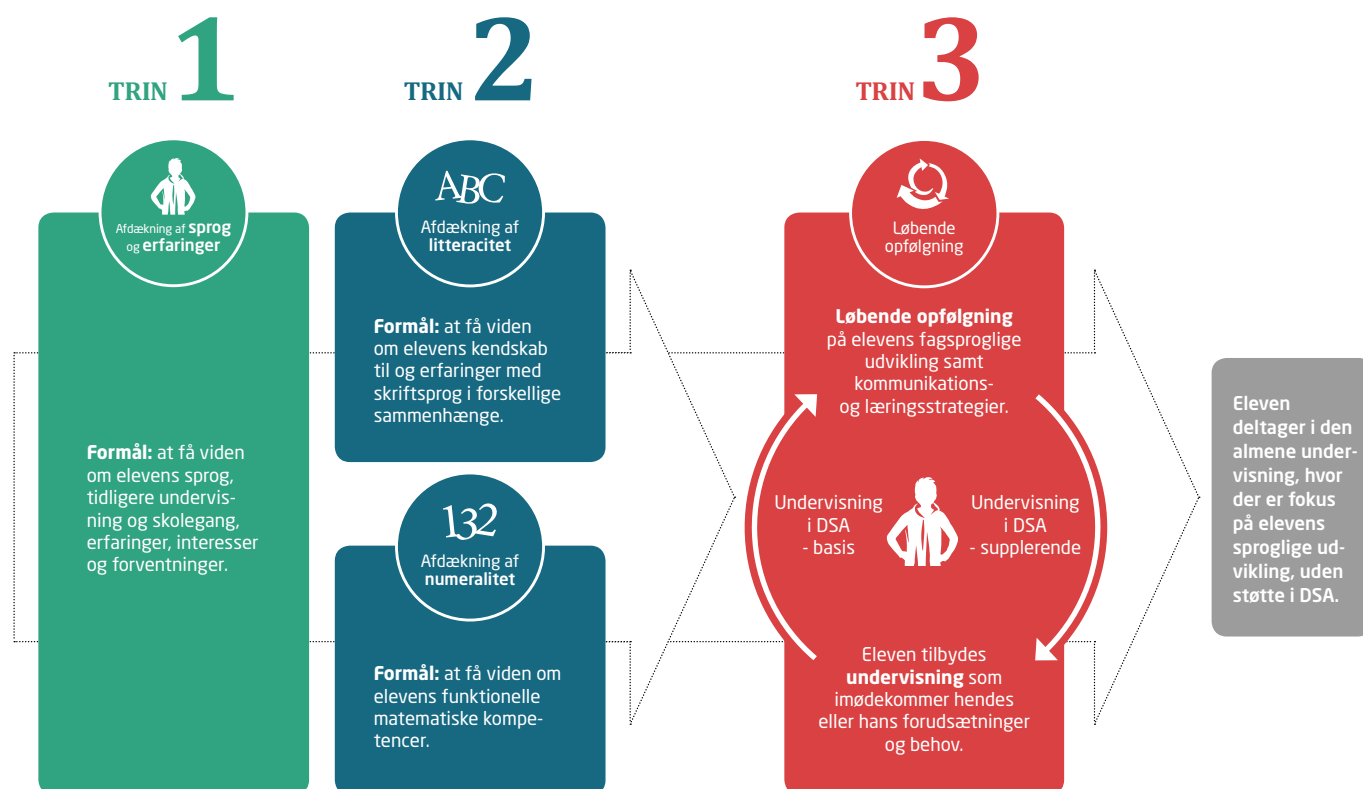 TRIN 1
Afdækning af sprog
og erfaringer
Formål: at få viden
om elevens sprog,
tidligere undervis-
ning og skolegang,
erfaringer, interesser
og forventninger.
TRIN 2
ABC
Afdækning af
litteracitet
Formål: at få viden
om elevens kendskab
til og erfaringer med
skriftsprog i forskellige
sammenhænge.
132
Afdækning af
numeralitet
Formål: at få viden om
elevens funktionelle
matematiske kompe-
tencer.
TRIN 3
Løbende
opfølgning
Løbende opfølgning
på elevens fagsproglige
udvikling samt
kommunikations-
og læringsstrategier.
Undervisning
i DSA
- basis
Undervisning
i DSA
- supplerende
Eleven tilbydes
undervisning som
imødekommer hendes
eller hans forudsætninger
og behov.
Eleven
deltager i den
almene under-
visning, hvor
der er fokus
på elevens
sproglige ud-
vikling, uden
støtte i DSA.